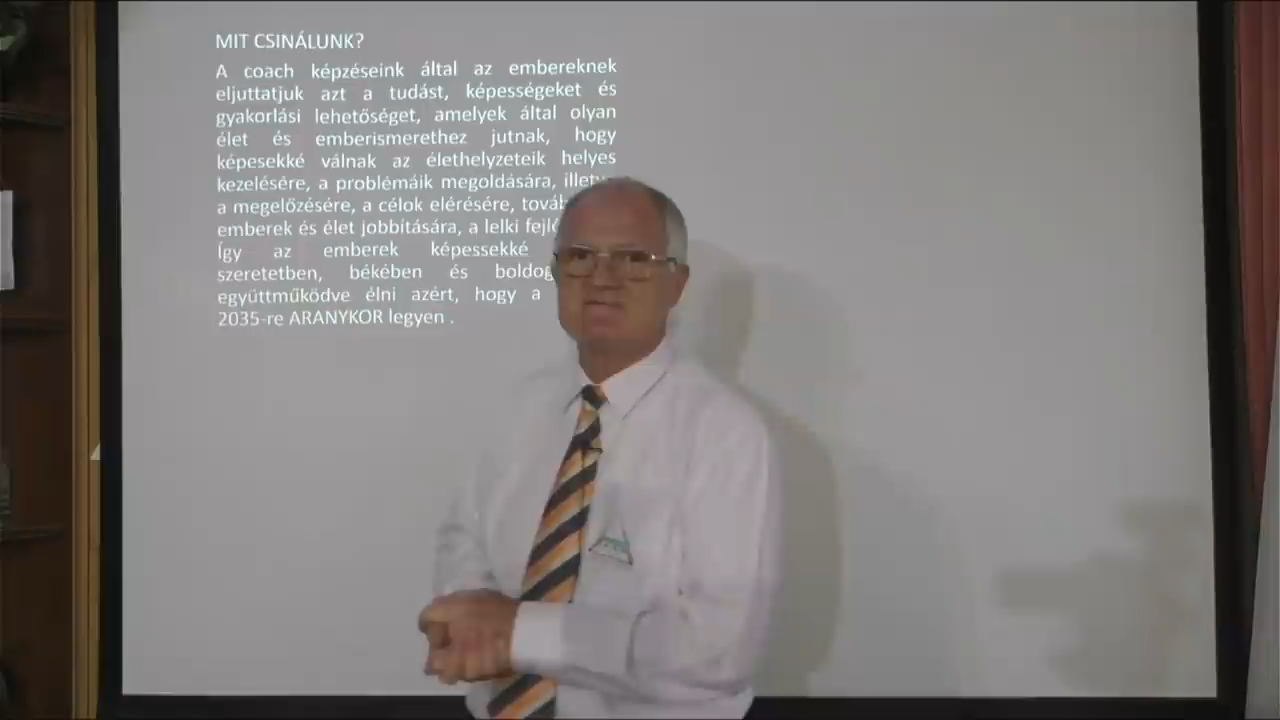 MIT CSINÁLUNK?
A coach képzéseink által az embereknek
eljuttatjuk azt a tudást, képességeket és
gyakorlási lehetőséget, amelyek által olyan
élet és emberismerethez jutnak, hogy
képesekké válnak az élethelyzeteik helyes
kezelésére, a problémáik megoldására,
a megelőzésére, a célok elérésére,
emberek és élet jobbítására, a lelki
Így az emberek képessekké
szeretetben, békében és
együttműködve élni azért, hogy a
2035-re ARANYKOR legyen .